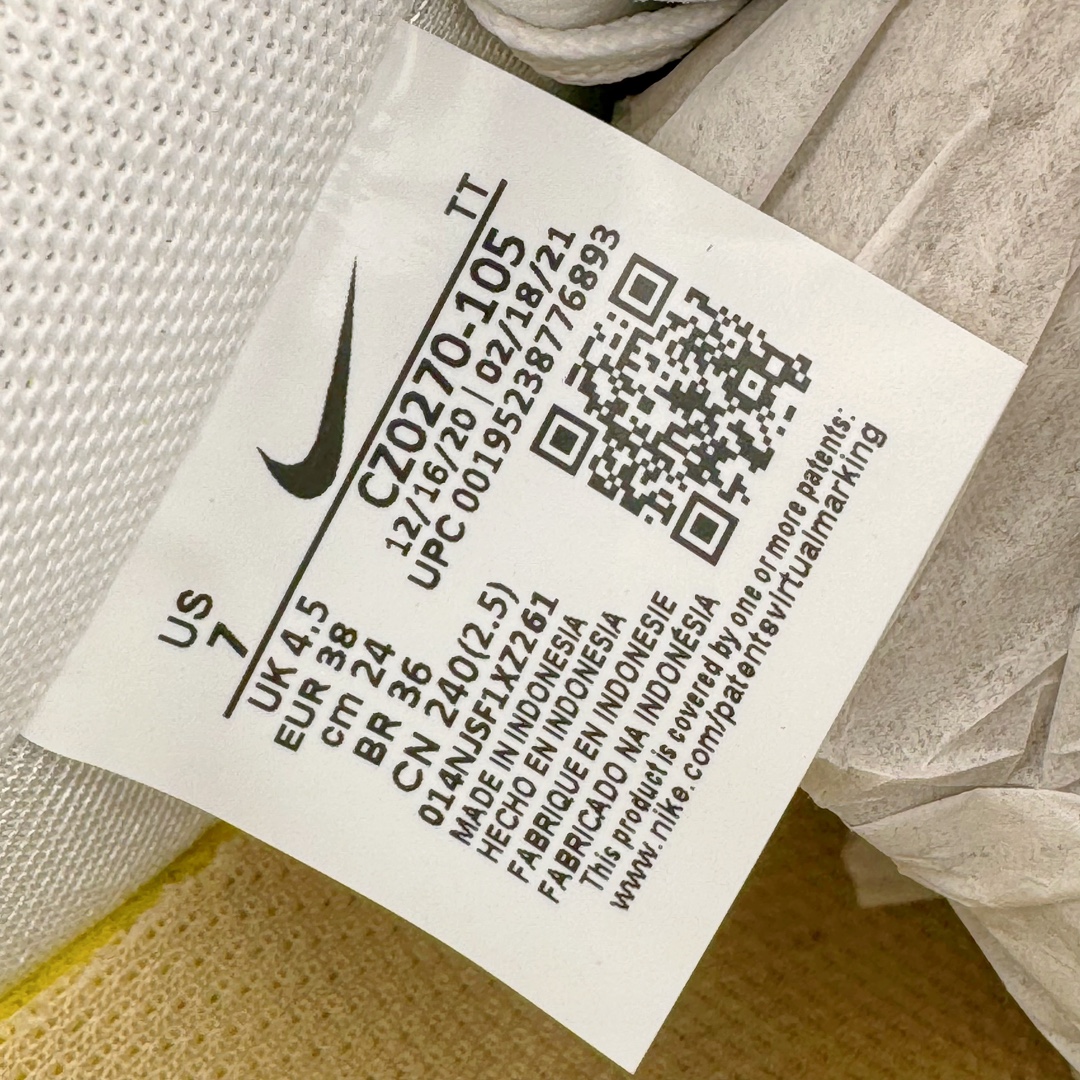 US
7
TT
UK 4.5
EUR 38
cm 24
BR 36
CN 240(2.5)
CZ0270-105
12/16/20 | 02/18/21
UPC 00195238776893
014NJSF1XZ261
MADE IN INDONESIA
HECHO EN INDONESIA
FABRIQUE EN INDONESIE
FABRICADO NA INDONÉSIA
This product is covered by one or more patents:
www.nike.com/patentsvirtualmarking